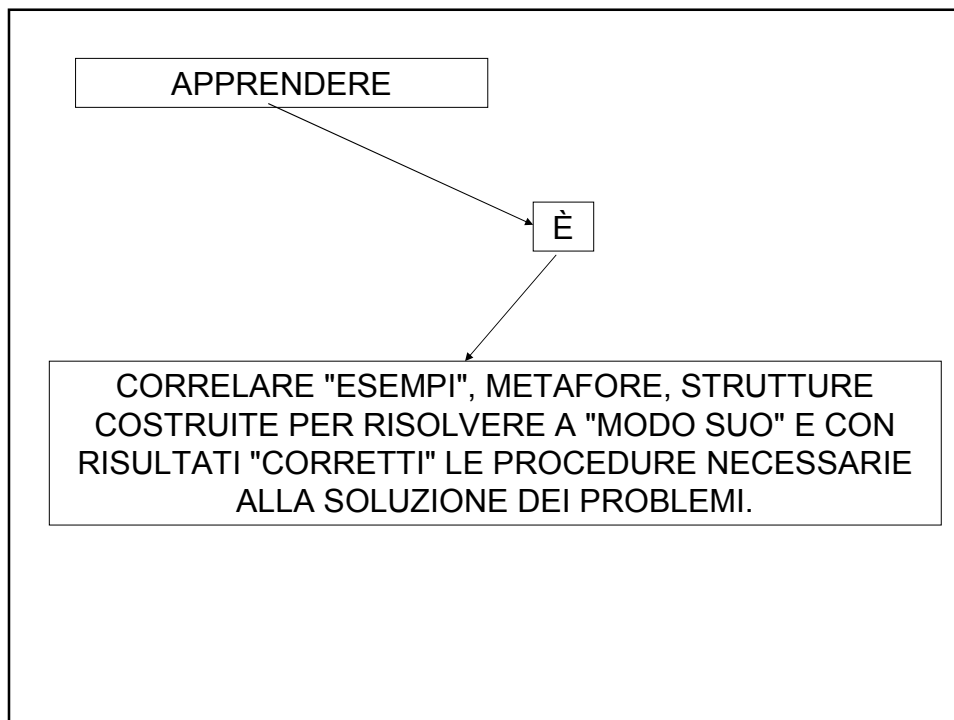 APPRENDERE
È
CORRELARE "ESEMPI", METAFORE, STRUTTURE
COSTRUITE PER RISOLVERE A "MODO SUO" E CON
RISULTATI "CORRETTI" LE PROCEDURE NECESSARIE
ALLA SOLUZIONE DEI PROBLEMI.